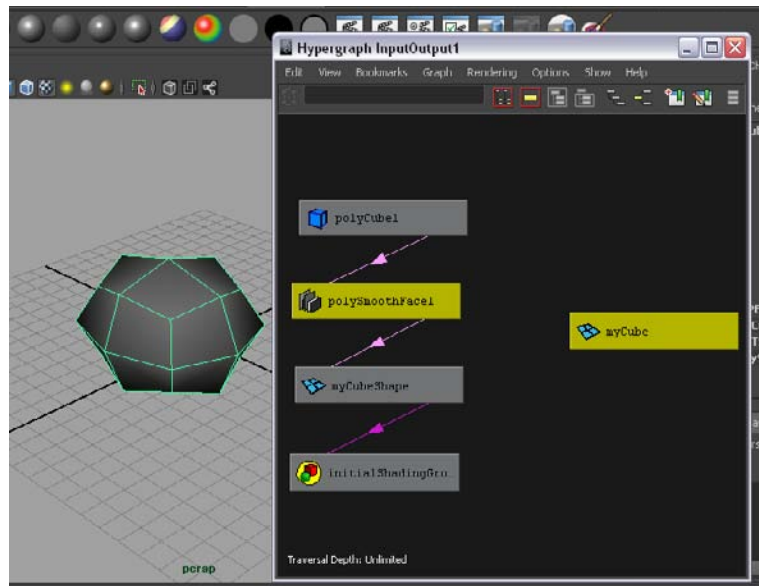 Hypergraph InputOutput1
Edit View Bookmarks Graph Rendering Options Show Help
polyCube1
polySmoothFace1
myCube
myCubeShape
initialShadingGro...
Traversal Depth: Unlimited
persp